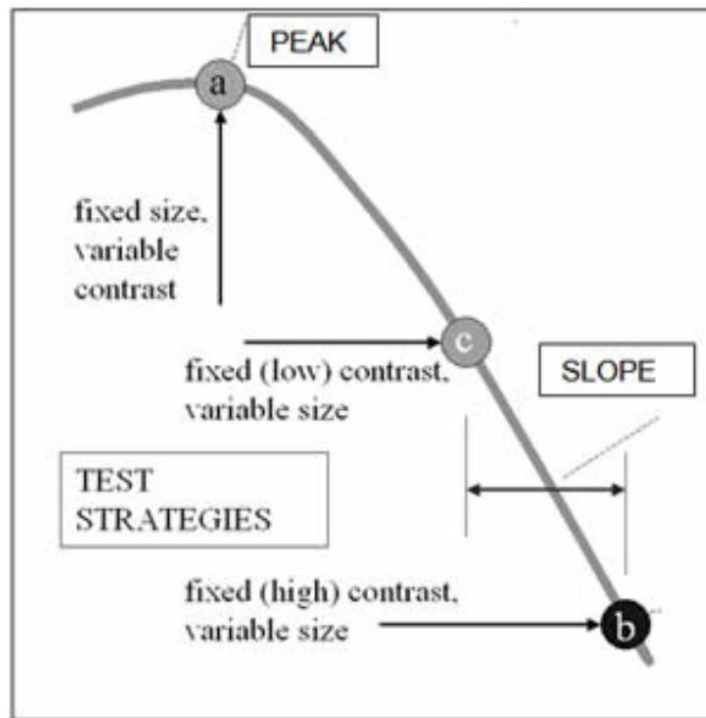 PEAK
a
fixed size,
variable
contrast
c
fixed (low) contrast,
variable size
SLOPE
TEST
STRATEGIES
fixed (high) contrast,
variable size
b